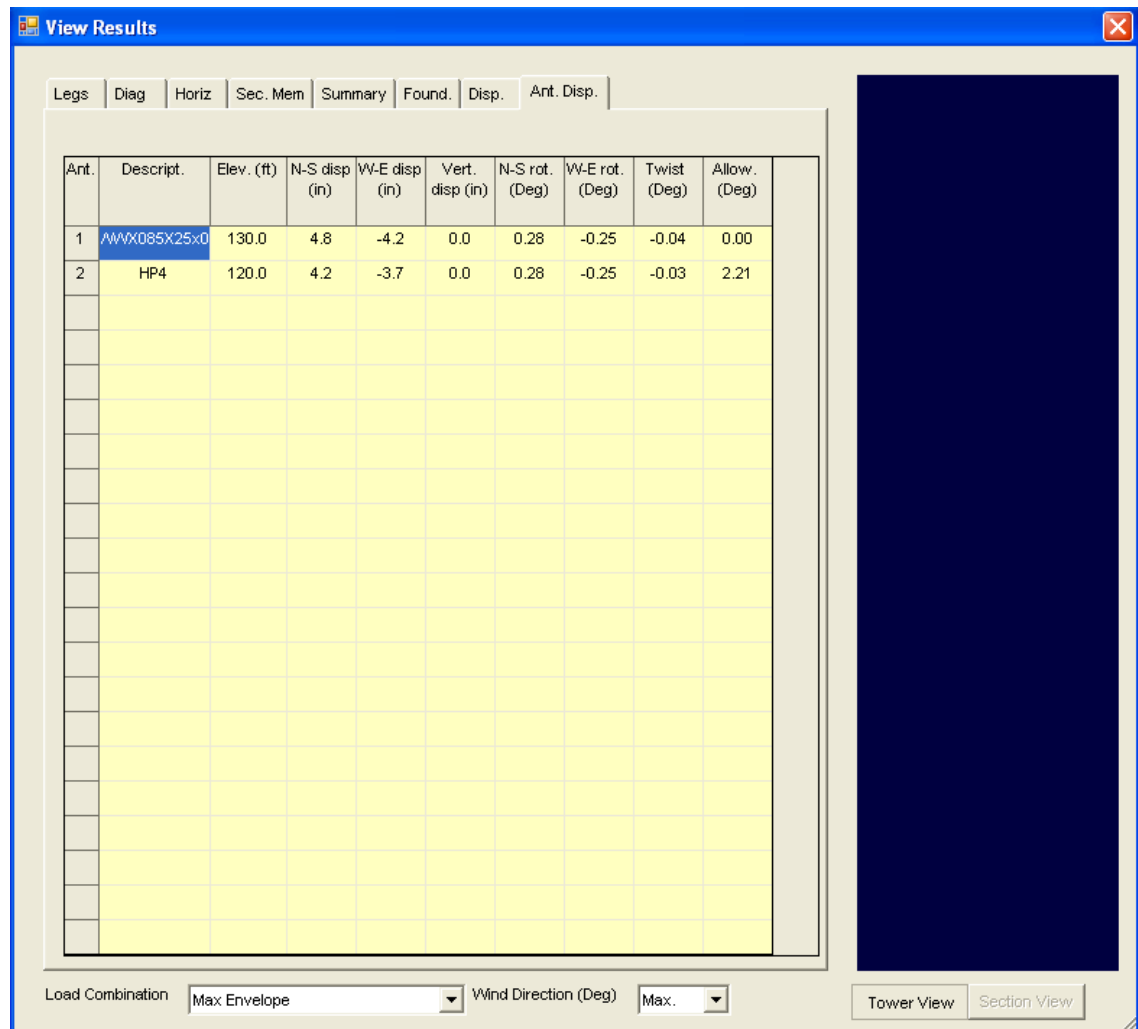 View Results
Legs Diag Horiz Sec. Mem Summary Found. Disp. Ant. Disp.
Ant. Descript. Elev. (ft) N-S disp (in) W-E disp (in) Vert. disp (in) N-S rot. (Deg) W-E rot. (Deg) Twist (Deg) Allow. (Deg)
1 130.0 4.8 -4.2 0.0 0.28 -0.25 -0.04 0.00
2 HP4 120.0 4.2 -3.7 0.0 0.28 -0.25 -0.03 2.21
Load Combination Max Envelope Wind Direction (Deg) Max. Tower View Section View